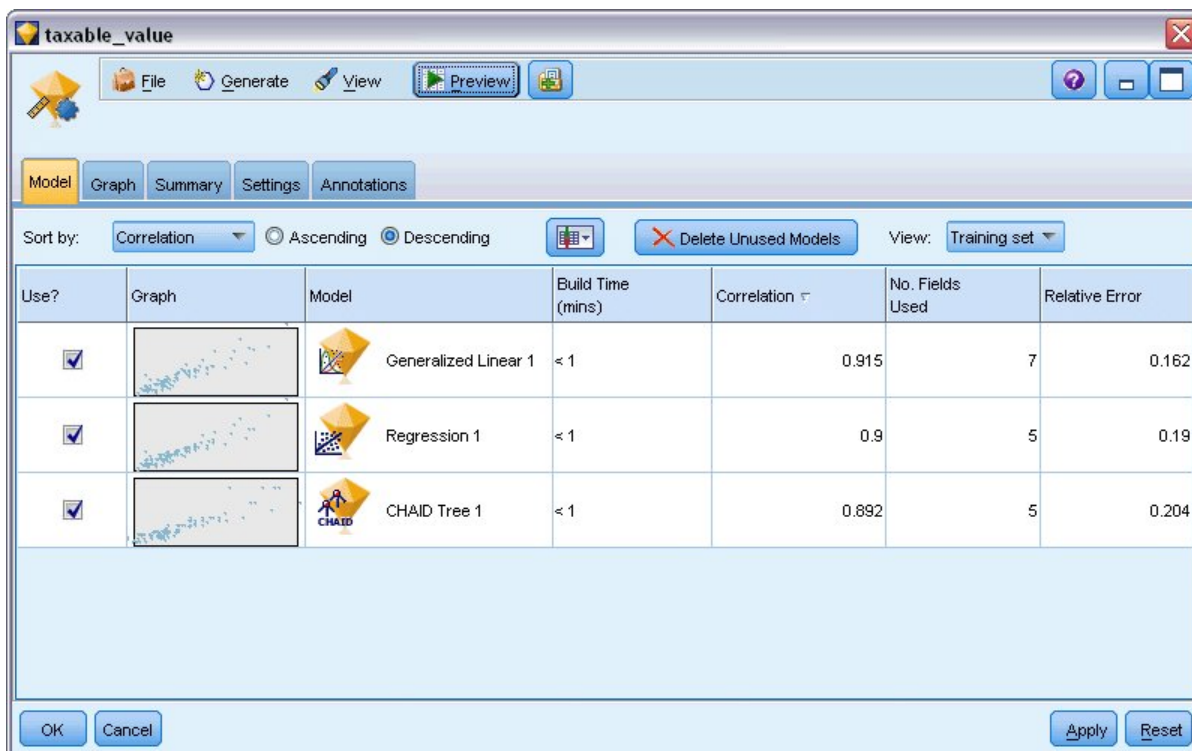 taxable_value
File Generate View Preview
Model Graph Summary Settings Annotations
Sort by: Correlation Ascending Descending Delete Unused Models View: Training set
Use? Graph Model Build Time (mins) Correlation No. Fields Used Relative Error
Generalized Linear 1 < 1 0.915 7 0.162
Regression 1 < 1 0.9 5 0.19
CHAID CHAID Tree 1 < 1 0.892 5 0.204
OK Cancel Apply Reset